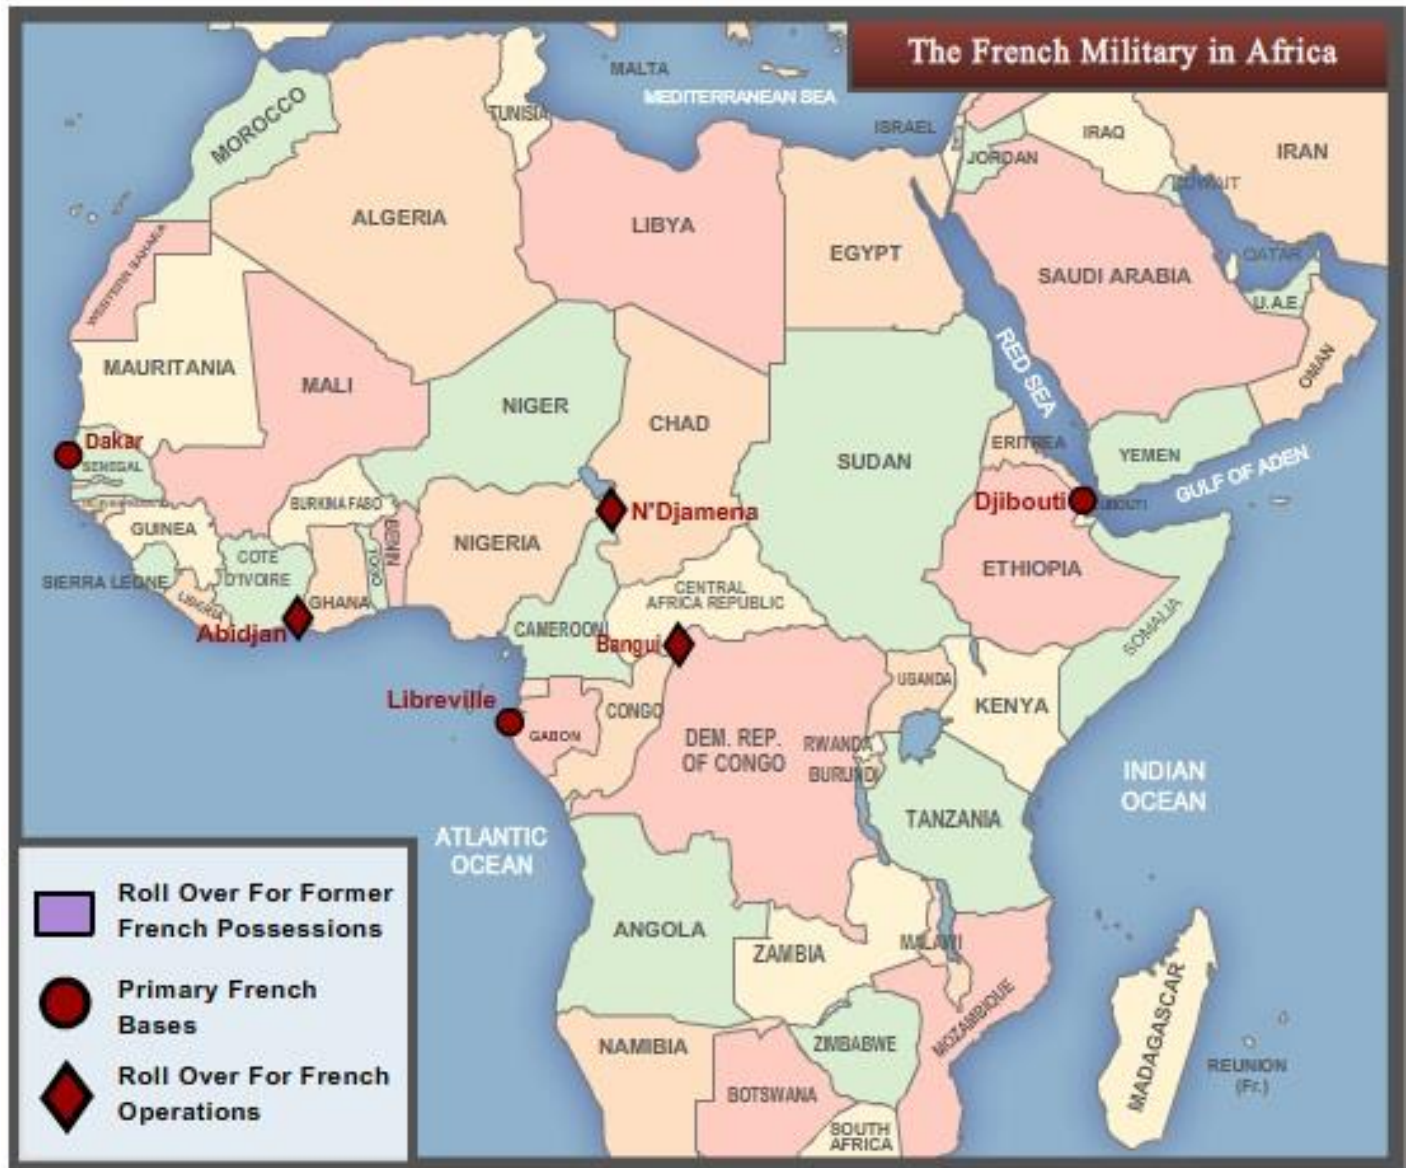 The French Military in Africa
MALTA
MEDITERRANEAN SEA
MOROCCO
TUNISIA
ISRAEL
JORDAN
IRAQ
IRAN
KUWAIT
ALGERIA
LIBYA
EGYPT
SAUDI ARABIA
QATAR
U.A.E.
OMAN
WESTERN SAHARA
MAURITANIA
MALI
NIGER
CHAD
SUDAN
RED SEA
ERITREA
YEMEN
GULF OF ADEN
Dakar
SENEGAL
BURKINA FASO
GUINEA
BENIN
TOGO
NIGERIA
N'Djamena
Djibouti
DJIBOUTI
ETHIOPIA
SOMALIA
SIERRA LEONE
LIBERIA
COTE
D'IVOIRE
GHANA
Abidjan
CAMEROON
CENTRAL
AFRICA REPUBLIC
Bangui
Libreville
GABON
CONGO
DEM. REP.
OF CONGO
UGANDA
KENYA
RWANDA
BURUNDI
TANZANIA
INDIAN
OCEAN
ATLANTIC
OCEAN
ANGOLA
ZAMBIA
MALAWI
MOZAMBIQUE
MADAGASCAR
REUNION
(Fr.)
NAMIBIA
ZIMBABWE
BOTSWANA
SOUTH
AFRICA
Roll Over For Former
French Possessions
Primary French
Bases
Roll Over For French
Operations